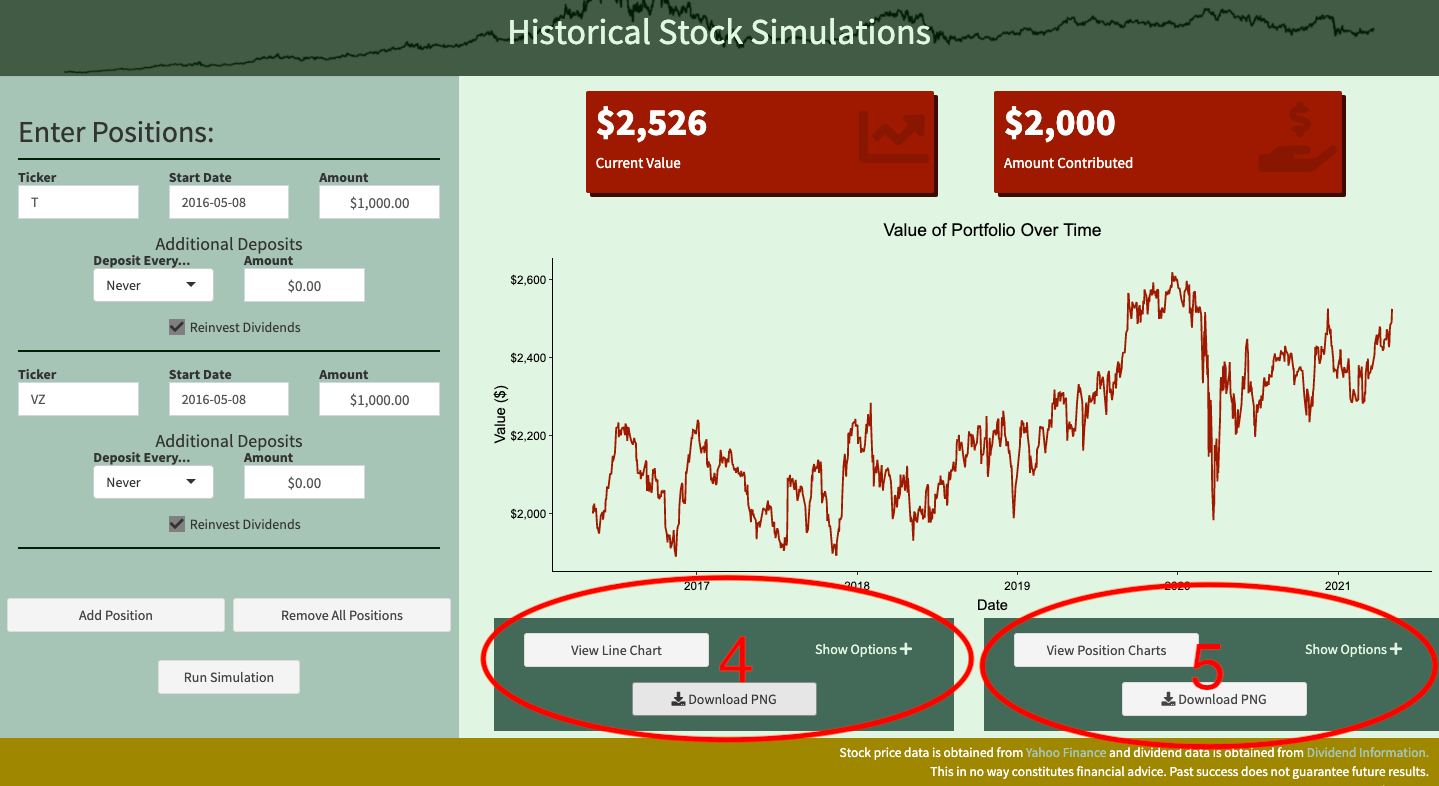 Historical Stock Simulations
Enter Positions:
Ticker Start Date Amount
T 2016-05-08 $1,000.00
Additional Deposits
Deposit Every... Amount
Never $0.00
Reinvest Dividends
Ticker Start Date Amount
VZ 2016-05-08 $1,000.00
Additional Deposits
Deposit Every... Amount
Never $0.00
Reinvest Dividends
Add Position Remove All Positions
Run Simulation
$2,526
Current Value
$2,000
Amount Contributed
Value of Portfolio Over Time
Value ($)
$2,600
$2,400
$2,200
$2,000
2017 2018 2019 2020 2021
Date
View Line Chart 4 Show Options
Download PNG
View Position Charts 5 Show Options
Download PNG
Stock price data is obtained from Yahoo Finance and dividend data is obtained from Dividend Information.
This in no way constitutes financial advice. Past success does not guarantee future results.